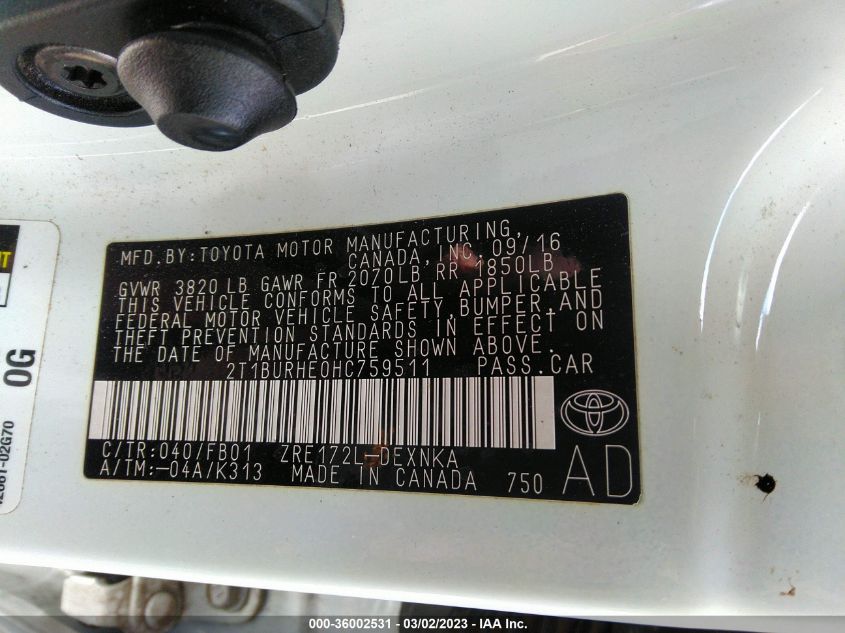 MFD.BY:TOYOTA MOTOR MANUFACTURING,
CANADA, INC. 09/16
GVWR 3820 LB GAWR FR 2070LB RR 1850LB
THIS VEHICLE CONFORMS TO ALL APPLICABLE
FEDERAL MOTOR VEHICLE SAFETY,BUMPER,AND
THEFT PREVENTION STANDARDS IN EFFECT ON
THE DATE OF MANUFACTURE SHOWN ABOVE.
2T1BURHE0HC759511 PASS.CAR
C/TR:040/FB01 ZRE172L-DEXNKA
A/TM:-04A/K313 MADE IN CANADA 750
AD
0G
-02G70
000-36002531 - 03/02/2023 - IAA Inc.